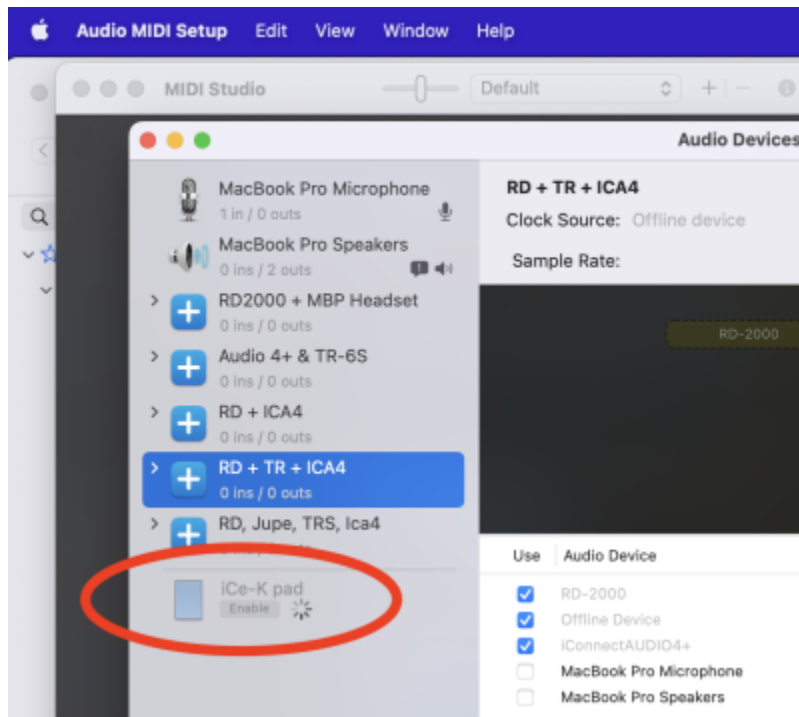 Audio MIDI Setup Edit View Window Help
MIDI Studio Default
Audio Devices
MacBook Pro Microphone
1 in / 0 outs
MacBook Pro Speakers
0 ins / 2 outs
RD2000 + MBP Headset
0 ins / 0 outs
Audio 4+ & TR-6S
0 ins / 0 outs
RD + ICA4
0 ins / 0 outs
RD + TR + ICA4
0 ins / 0 outs
RD, Jupe, TRS, Ica4
iCe-K pad
Enable
RD + TR + ICA4
Clock Source: Offline device
Sample Rate:
RD-2000
Use Audio Device
RD-2000
Offline Device
iConnectAUDIO4+
MacBook Pro Microphone
MacBook Pro Speakers